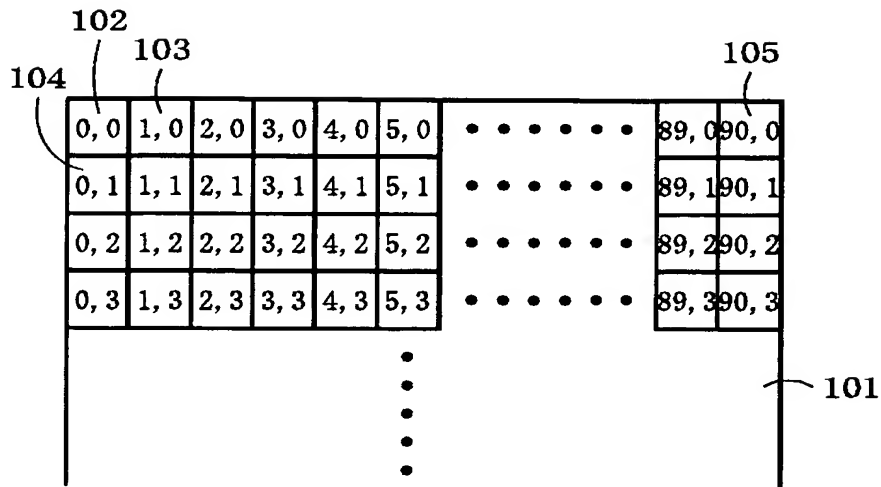 102
103
105
104
0, 0 1, 0 2, 0 3, 0 4, 0 5, 0 • • • • • • 89, 0 90, 0
0, 1 1, 1 2, 1 3, 1 4, 1 5, 1 • • • • • • 89, 1 90, 1
0, 2 1, 2 2, 2 3, 2 4, 2 5, 2 • • • • • • 89, 2 90, 2
0, 3 1, 3 2, 3 3, 3 4, 3 5, 3 • • • • • • 89, 3 90, 3
101